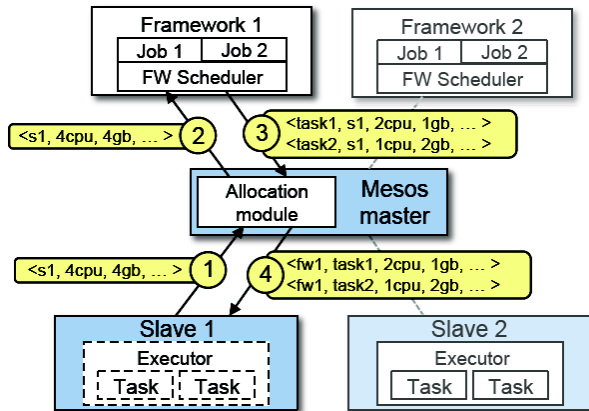 Framework 1
Job 1 Job 2
FW Scheduler
Framework 2
Job 1 Job 2
FW Scheduler
<s1, 4cpu, 4gb, ... >
2
3
<task1, s1, 2cpu, 1gb, ... >
<task2, s1, 1cpu, 2gb, ... >
Allocation
module
Mesos
master
<s1, 4cpu, 4gb, ... >
1
4
<fw1, task1, 2cpu, 1gb, ... >
<fw1, task2, 1cpu, 2gb, ... >
Slave 1
Executor
Task Task
Slave 2
Executor
Task Task